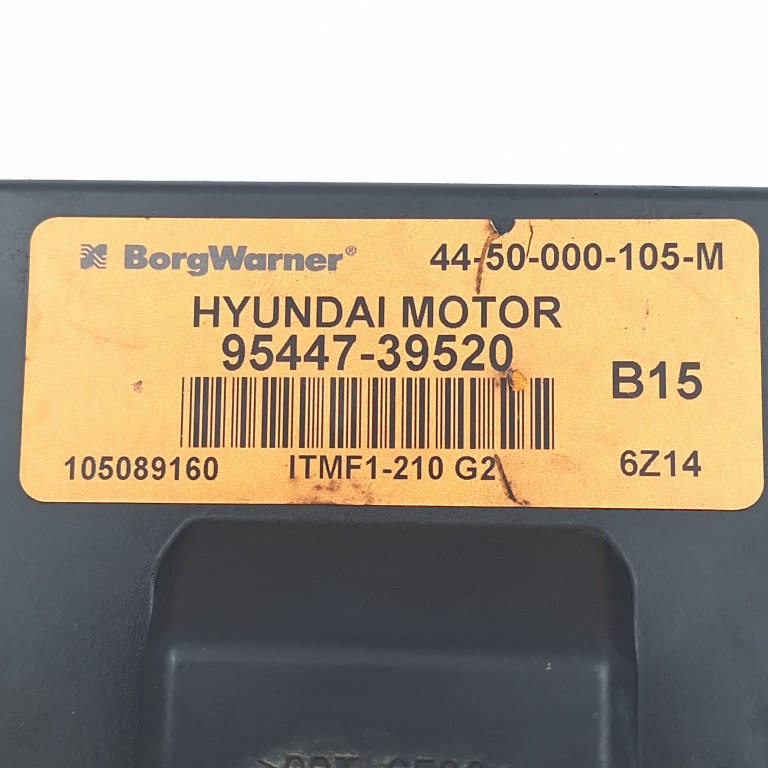 BorgWarner® 44-50-000-105-M
HYUNDAI MOTOR
95447-39520
B15
105089160 ITMF1-210 G2 6Z14